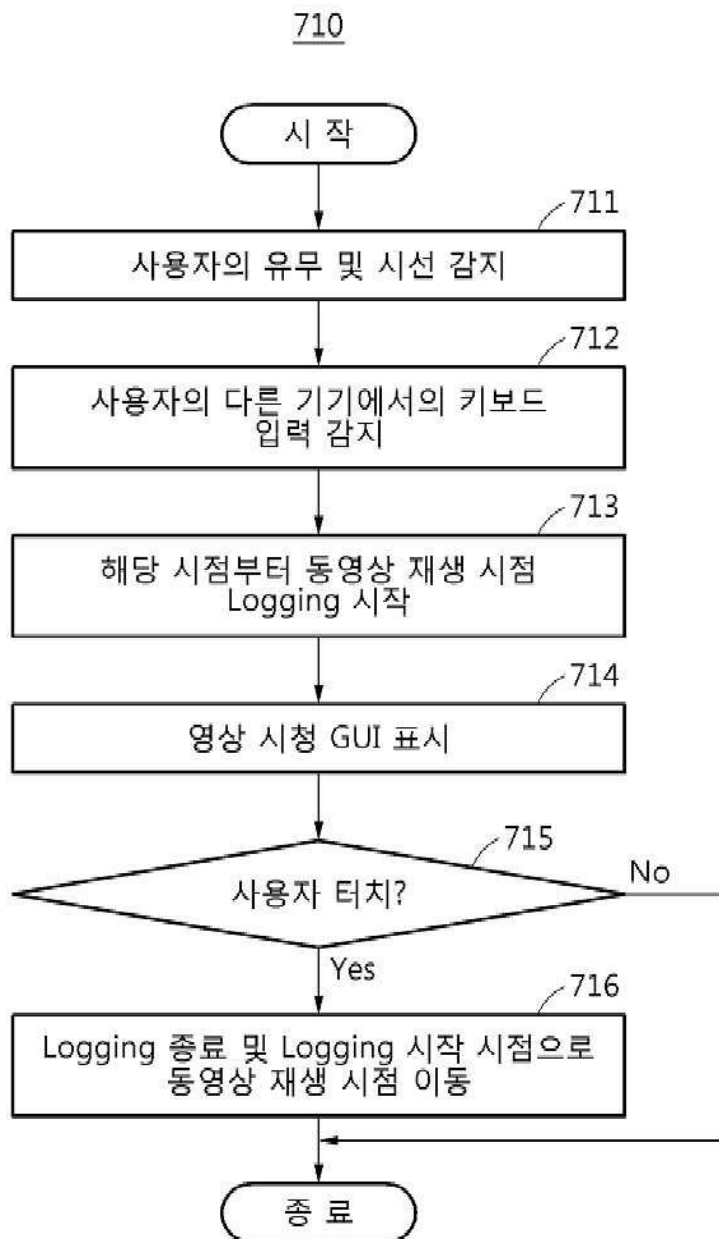 710
시 작
711
사용자의 유무 및 시선 감지
712
사용자의 다른 기기에서의 키보드
입력 감지
713
해당 시점부터 동영상 재생 시점
Logging 시작
714
영상 시청 GUI 표시
715
사용자 터치?
No
Yes
716
Logging 종료 및 Logging 시작 시점으로
동영상 재생 시점 이동
종 료